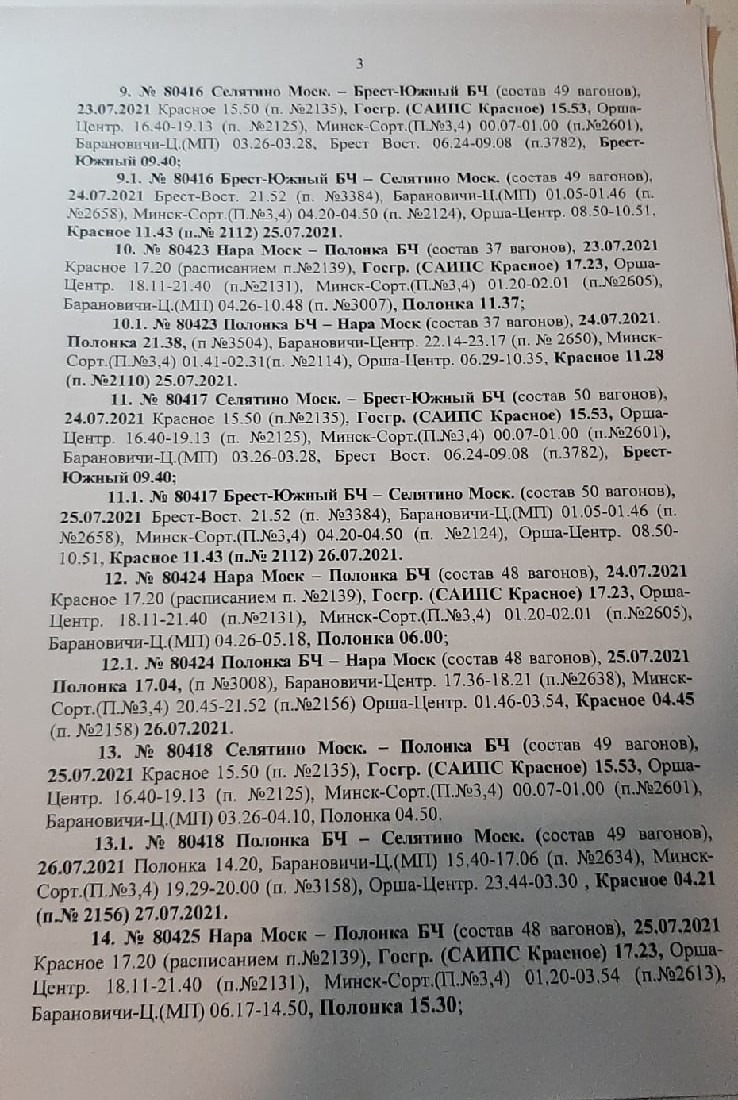 3
9. № 80416 Селятино Моск. – Брест-Южный БЧ (состав 49 вагонов),
23.07.2021 Красное 15.50 (п. №2135), Госгр. (САИПС Красное) 15.53, Орша-
Центр. 16.40-19.13 (п. №2125), Минск-Сорт.(П.№3,4) 00.07-01.00 (п.№2601),
Барановичи-Ц.(МП) 03.26-03.28, Брест Вост. 06.24-09.08 (п.3782), Брест-
Южный 09.40;
9.1. № 80416 Брест-Южный БЧ – Селятино Моск. (состав 49 вагонов),
24.07.2021 Брест-Вост. 21.52 (п. №3384), Барановичи-Ц.(МП) 01.05-01.46 (п.
№2658), Минск-Сорт.(П.№3,4) 04.20-04.50 (п. №2124), Орша-Центр. 08.50-10.51,
Красное 11.43 (п.№ 2112) 25.07.2021.
10. № 80423 Нара Моск – Полонка БЧ (состав 37 вагонов), 23.07.2021
Красное 17.20 (расписанием п.№2139), Госгр. (САИПС Красное) 17.23, Орша-
Центр. 18.11-21.40 (п.№2131), Минск-Сорт.(П.№3,4) 01.20-02.01 (п.№2605),
Барановичи-Ц.(МП) 04.26-10.48 (п. №3007), Полонка 11.37;
10.1. № 80423 Полонка БЧ – Нара Моск (состав 37 вагонов), 24.07.2021.
Полонка 21.38, (п №3504), Барановичи-Центр. 22.14-23.17 (п. № 2650), Минск-
Сорт.(П.№3,4) 01.41-02.31(п. №2114), Орша-Центр. 06.29-10.35, Красное 11.28
(п. №2110) 25.07.2021.
11. № 80417 Селятино Моск. – Брест-Южный БЧ (состав 50 вагонов),
24.07.2021 Красное 15.50 (п.№2135), Госгр. (САИПС Красное) 15.53, Орша-
Центр. 16.40-19.13 (п. №2125), Минск-Сорт.(П.№3,4) 00.07-01.00 (п.№2601),
Барановичи-Ц.(МП) 03.26-03.28, Брест Вост. 06.24-09.08 (п.3782), Брест-
Южный 09.40;
11.1. № 80417 Брест-Южный БЧ – Селятино Моск. (состав 50 вагонов),
25.07.2021 Брест-Вост. 21.52 (п. №3384), Барановичи-Ц.(МП) 01.05-01.46 (п.
№2658), Минск-Сорт.(П.№3,4) 04.20-04.50 (п. №2124), Орша-Центр. 08.50-
10.51, Красное 11.43 (п.№ 2112) 26.07.2021.
12. № 80424 Нара Моск – Полонка БЧ (состав 48 вагонов), 24.07.2021
Красное 17.20 (расписанием п. №2139), Госгр. (САИПС Красное) 17.23, Орша-
Центр. 18.11-21.40 (п.№2131), Минск-Сорт.(П.№3,4) 01.20-02.01 (п.№2605),
Барановичи-Ц.(МП) 04.26-05.18, Полонка 06.00;
12.1. № 80424 Полонка БЧ – Нара Моск (состав 48 вагонов), 25.07.2021
Полонка 17.04, (п №3008), Барановичи-Центр. 17.36-18.21 (п.№2638), Минск-
Сорт.(П.№3,4) 20.45-21.52 (п.№2156) Орша-Центр. 01.46-03.54, Красное 04.45
(п. №2158) 26.07.2021.
13. № 80418 Селятино Моск. – Полонка БЧ (состав 49 вагонов),
25.07.2021 Красное 15.50 (п. №2135), Госгр. (САИПС Красное) 15.53, Орша-
Центр. 16.40-19.13 (п. №2125), Минск-Сорт.(П.№3,4) 00.07-01.00 (п.№2601),
Барановичи-Ц.(МП) 03.26-04.10, Полонка 04.50.
13.1. № 80418 Полонка БЧ – Селятино Моск. (состав 49 вагонов),
26.07.2021 Полонка 14.20, Барановичи-Ц.(МП) 15.40-17.06 (п. №2634), Минск-
Сорт.(П.№3,4) 19.29-20.00 (п. №3158), Орша-Центр. 23.44-03.30 , Красное 04.21
(п.№ 2156) 27.07.2021.
14. № 80425 Нара Моск – Полонка БЧ (состав 48 вагонов), 25.07.2021
Красное 17.20 (расписанием п.№2139), Госгр. (САИПС Красное) 17.23, Орша-
Центр. 18.11-21.40 (п.№2131), Минск-Сорт.(П.№3,4) 01.20-03.54 (п.№2613),
Барановичи-Ц.(МП) 06.17-14.50, Полонка 15.30;